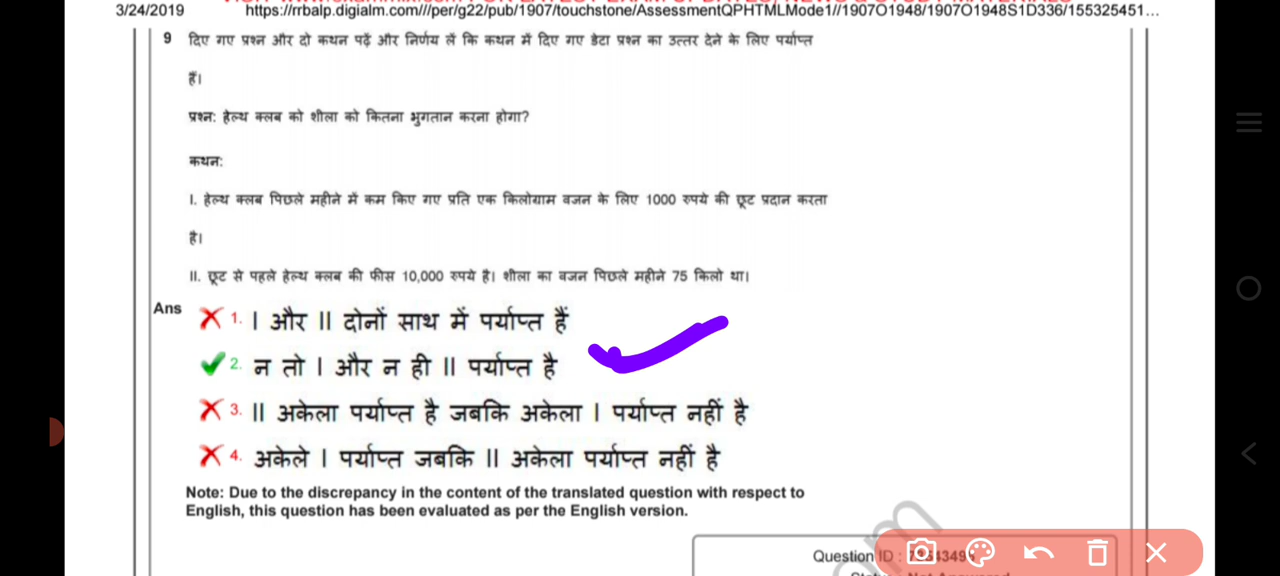 3/24/2019 https://rrbalp.digialm.com///per/g22/pub/1907/touchstone/AssessmentQPHTMLMode1//1907O1948/1907O1948S1D336/155325451...
9 दिए गए प्रश्न और दो कथन पढ़ें और निर्णय लें कि कथन में दिए गए डेटा प्रश्न का उत्तर देने के लिए पर्याप्त
हैं।
प्रश्न: हेल्थ क्लब को शीला को कितना भुगतान करना होगा?
कथन:
I. हेल्थ क्लब पिछले महीने में कम किए गए प्रति एक किलोग्राम वजन के लिए 1000 रुपये की छूट प्रदान करता
है।
II. छूट से पहले हेल्थ क्लब की फीस 10,000 रुपये है। शीला का वजन पिछले महीने 75 किलो था।
Ans 1. I और II दोनों साथ में पर्याप्त हैं
2. न तो I और न ही II पर्याप्त है
3. II अकेला पर्याप्त है जबकि अकेला I पर्याप्त नहीं है
4. अकेले I पर्याप्त जबकि II अकेला पर्याप्त नहीं है
Note: Due to the discrepancy in the content of the translated question with respect to
English, this question has been evaluated as per the English version.
Question ID :